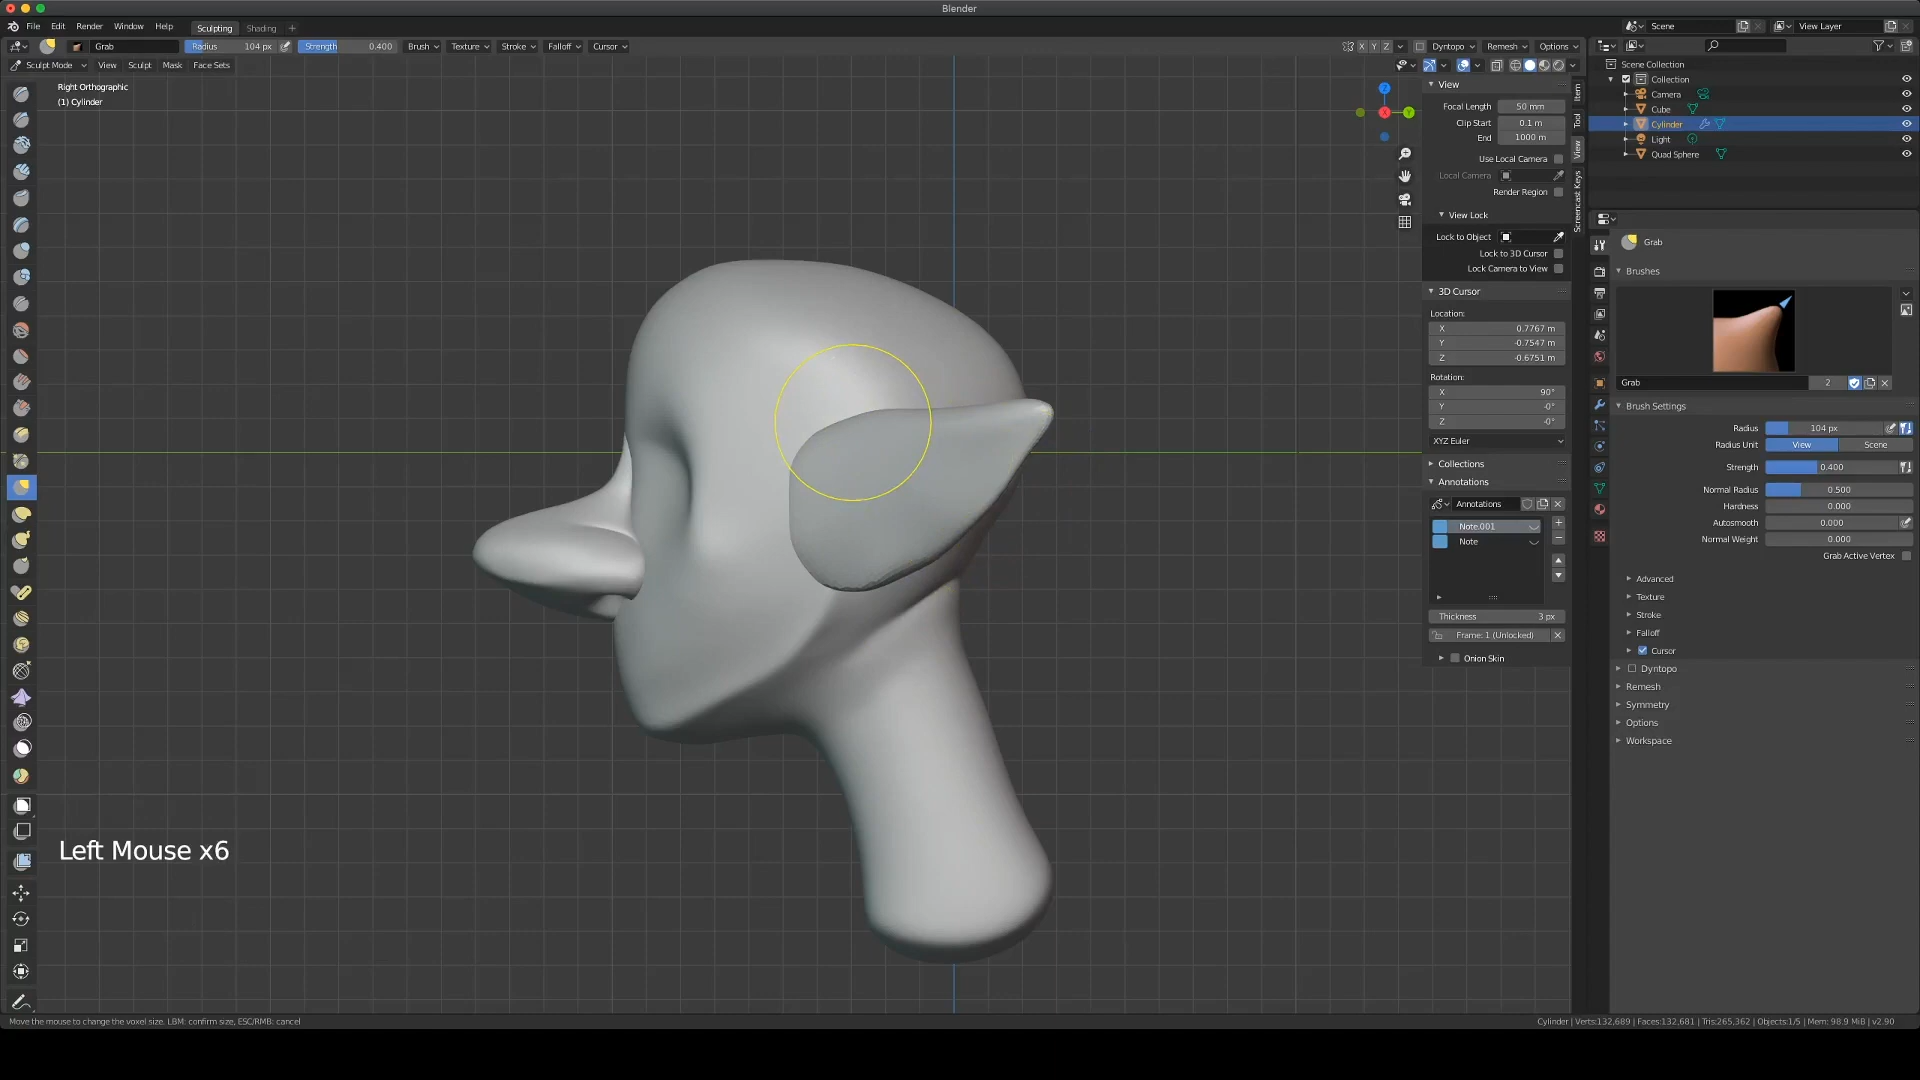 Blender
File Edit Render Window Help Sculpting Shading + Scene View Layer
Grab Radius 104 px Strength 0.400 Brush Texture Stroke Falloff Cursor X Y Z Dyntopo Remesh Options
Sculpt Mode View Sculpt Mask Face Sets
Right Orthographic
(1) Cylinder
View
Focal Length 50 mm
Clip Start 0.1 m
End 1000 m
Use Local Camera
Local Camera
Render Region
View Lock
Lock to Object
Lock to 3D Cursor
Lock Camera to View
3D Cursor
Location:
X 0.7767 m
Y -0.7547 m
Z -0.6751 m
Rotation:
X 90°
Y -0°
Z -0°
XYZ Euler
Collections
Annotations
Annotations
Note.001
Note
Thickness 3 px
Frame: 1 (Unlocked)
Onion Skin
Item
Tool
View
Screencast Keys
Scene Collection
Collection
Camera
Cube
Cylinder
Light
Quad Sphere
Grab
Brushes
Grab 2
Brush Settings
Radius 104 px
Radius Unit View Scene
Strength 0.400
Normal Radius 0.500
Hardness 0.000
Autosmooth 0.000
Normal Weight 0.000
Grab Active Vertex
Advanced
Texture
Stroke
Falloff
Cursor
Dyntopo
Remesh
Symmetry
Options
Workspace
Left Mouse x6
Move the mouse to change the voxel size. LBM: confirm size, ESC/RMB: cancel
Cylinder | Verts:132,689 | Faces:132,681 | Tris:265,362 | Objects:1/5 | Mem: 98.9 MiB | v2.90